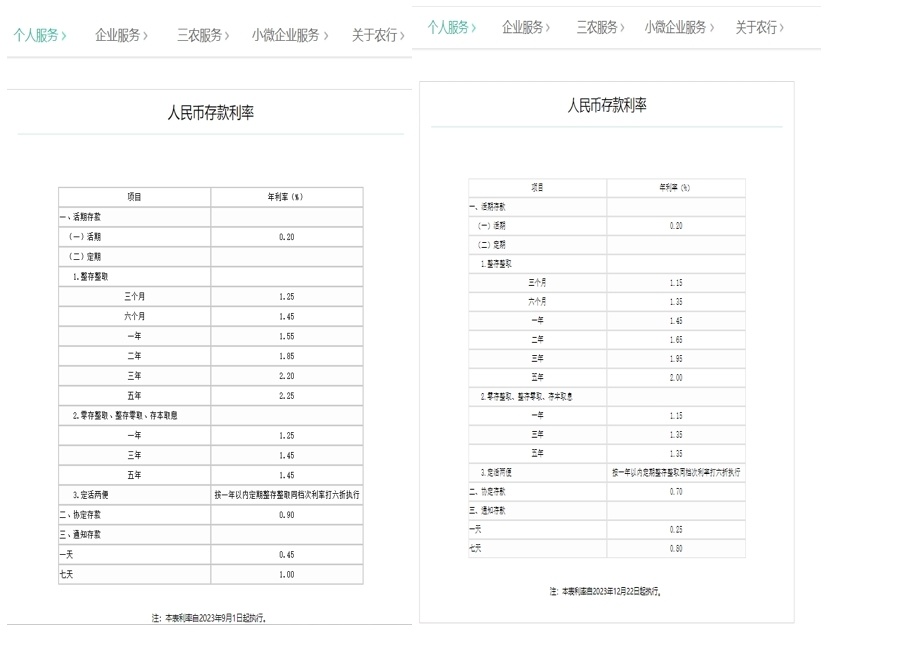 个人服务 企业服务 三农服务 小微企业服务 关于农行
人民币存款利率
项目 年利率（%）
一、活期存款
（一）活期 0.20
（二）定期
1.整存整取
三个月 1.25
六个月 1.45
一年 1.55
二年 1.85
三年 2.20
五年 2.25
2.零存整取、整存零取、存本取息
一年 1.25
三年 1.45
五年 1.45
3.定活两便 按一年以内定期整存整取同档次利率打六折执行
二、协定存款 0.90
三、通知存款
一天 0.45
七天 1.00
注：本表利率自2023年9月1日起执行。
个人服务 企业服务 三农服务 小微企业服务 关于农行
人民币存款利率
项目 年利率（%）
一、活期存款
（一）活期 0.20
（二）定期
1.整存整取
三个月 1.15
六个月 1.35
一年 1.45
二年 1.65
三年 1.95
五年 2.00
2.零存整取、整存零取、存本取息
一年 1.15
三年 1.35
五年 1.35
3.定活两便 按一年以内定期整存整取同档次利率打六折执行
二、协定存款 0.70
三、通知存款
一天 0.25
七天 0.80
注：本表利率自2023年12月22日起执行。